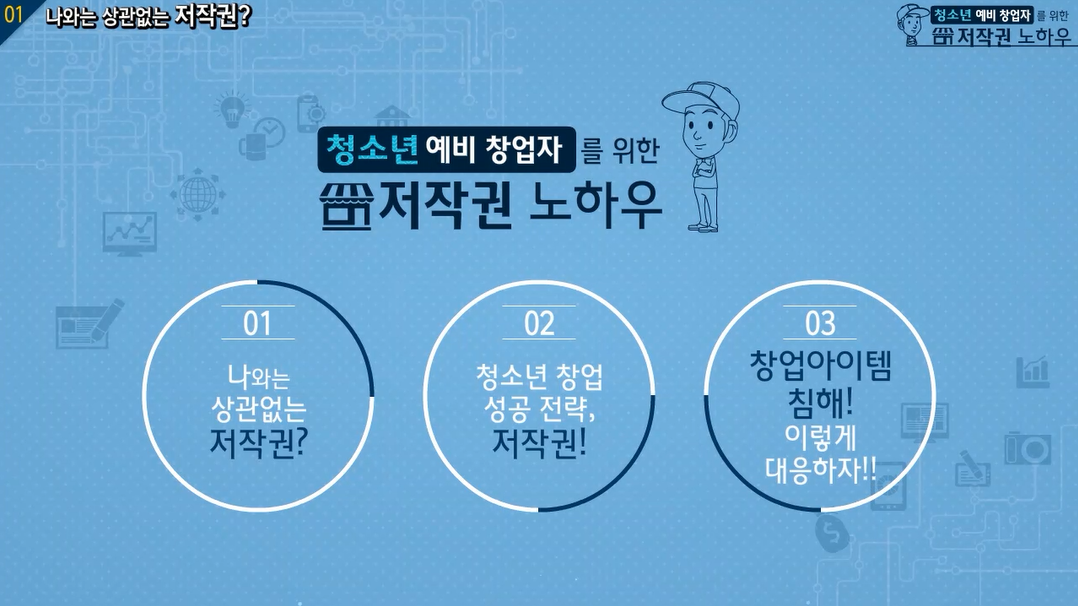 01 나와는 상관없는 저작권?
청소년 예비 창업자 를 위한
저작권 노하우
청소년 예비 창업자 를 위한
저작권 노하우
01
나와는
상관없는
저작권?
02
청소년 창업
성공 전략,
저작권!
03
창업아이템
침해!
이렇게
대응하자!!